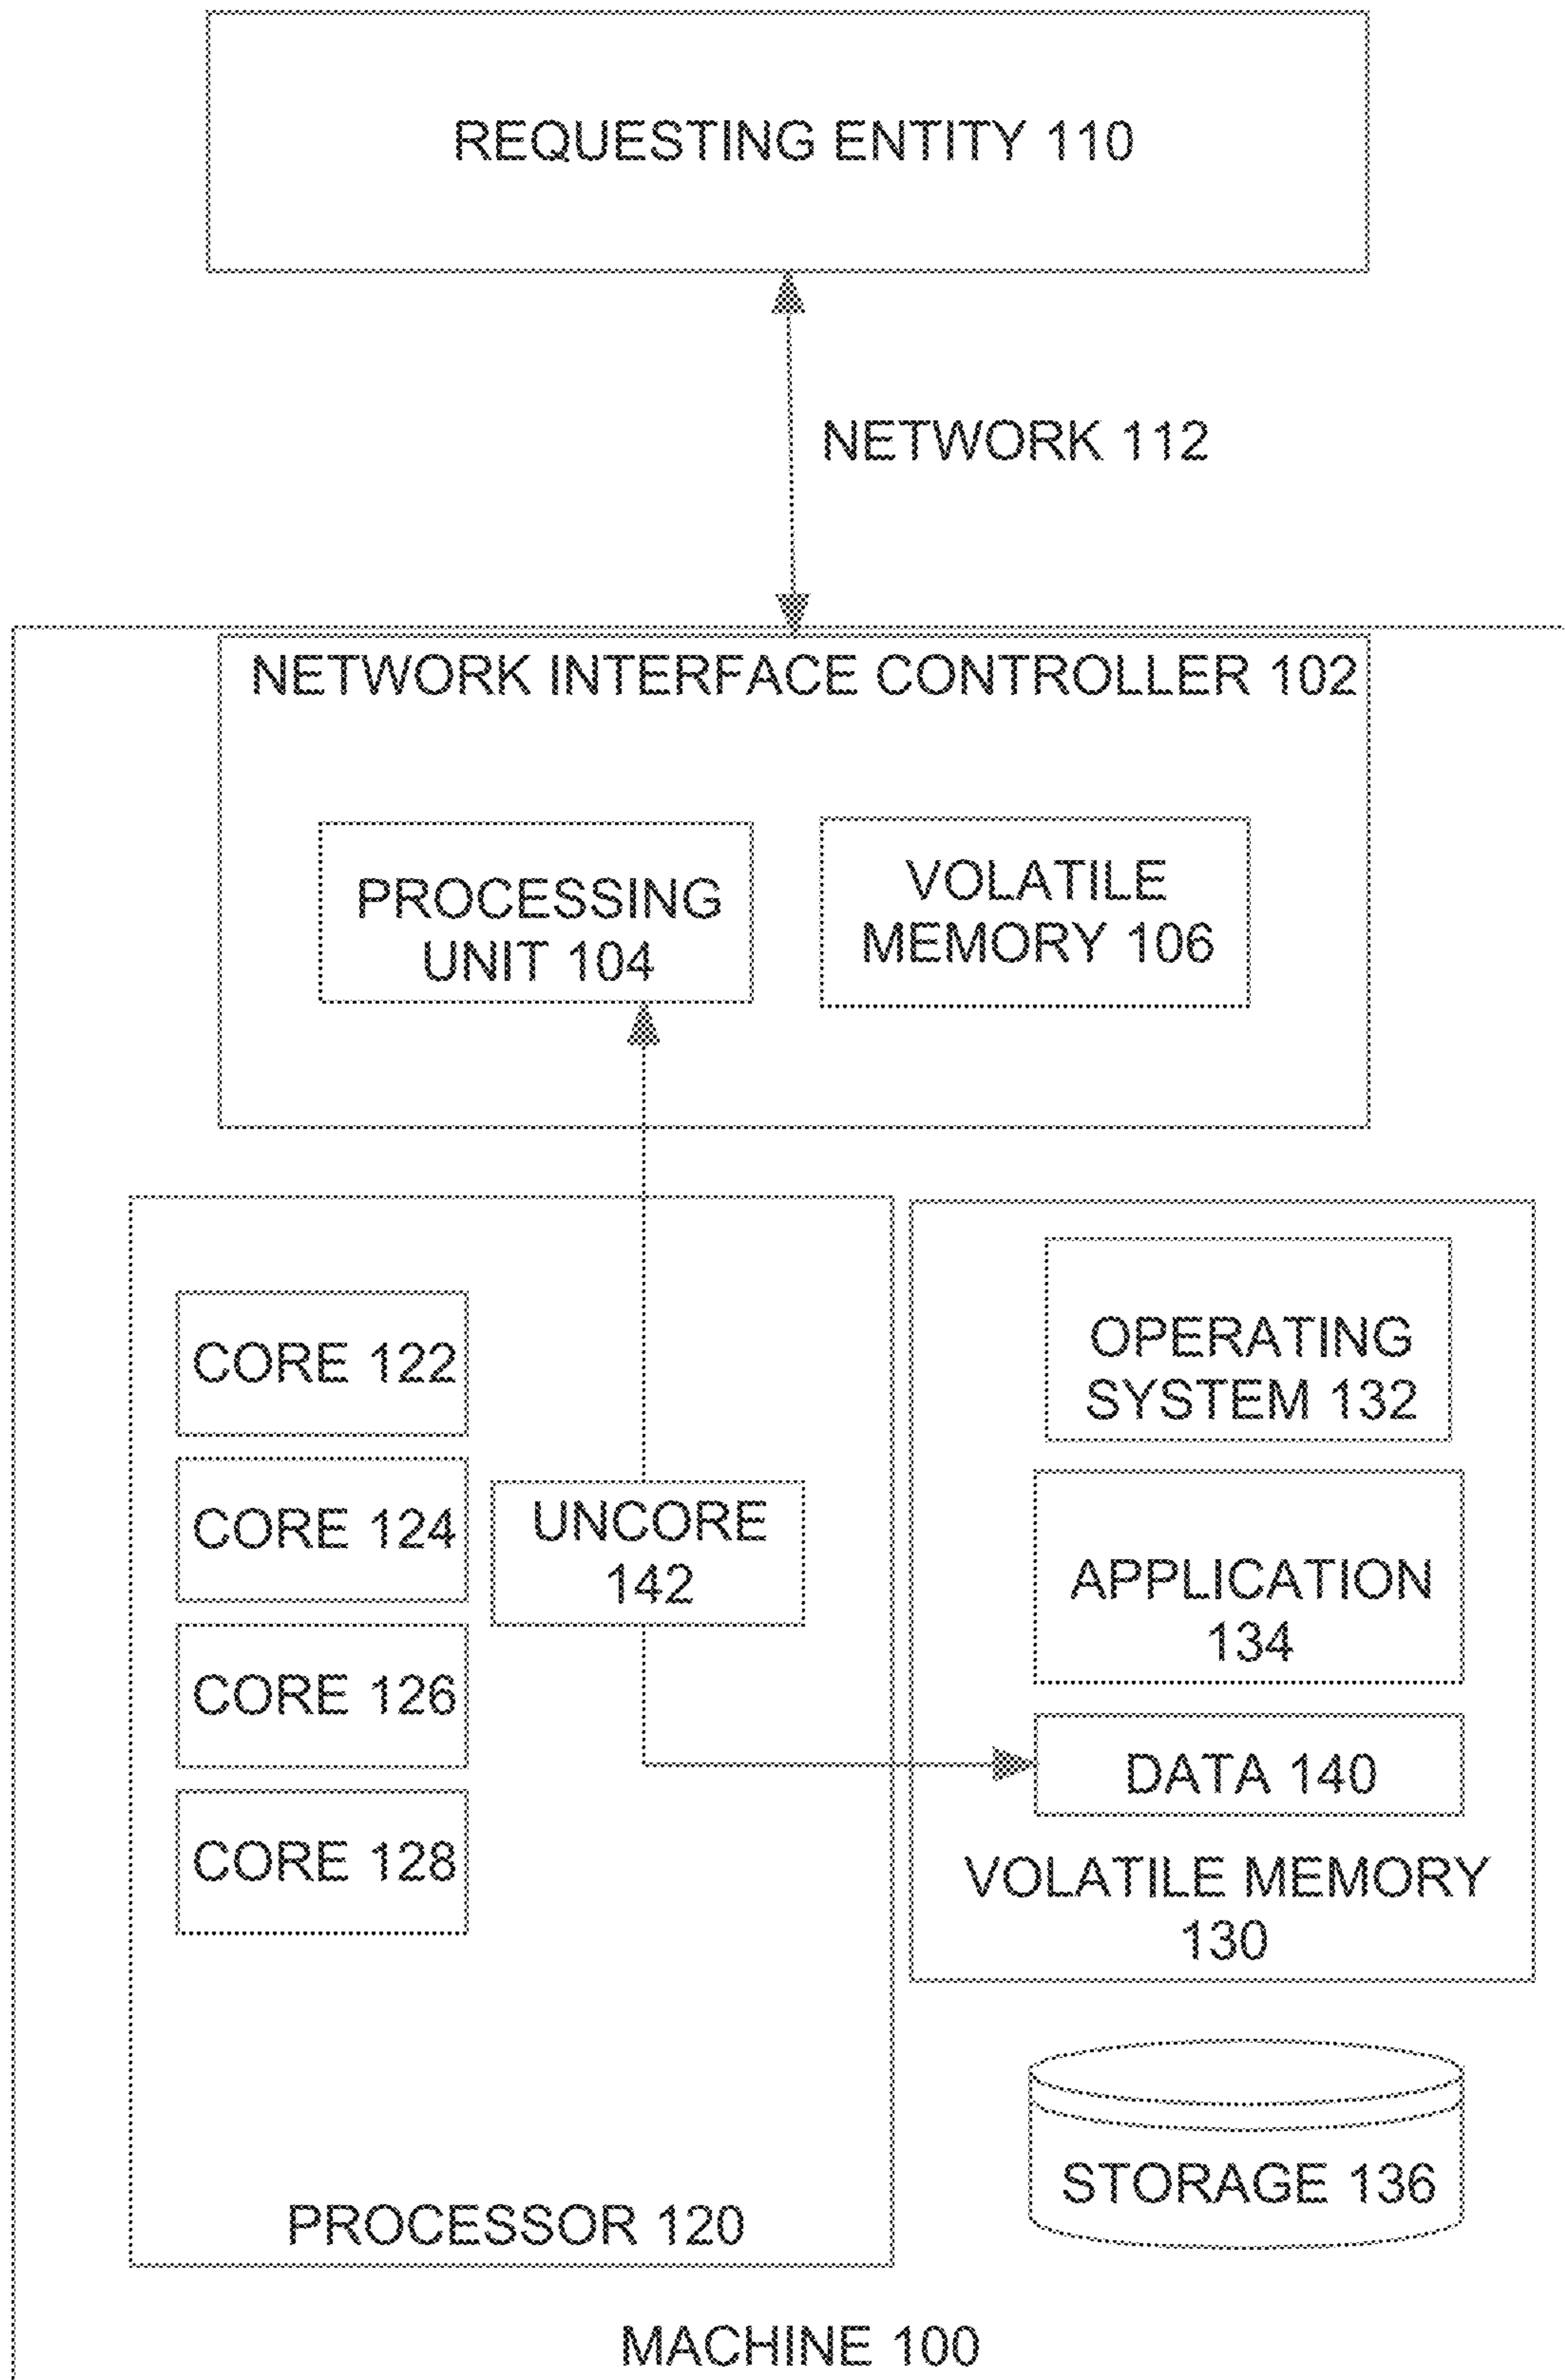 REQUESTING ENTITY 110
NETWORK 112
NETWORK INTERFACE CONTROLLER 102
PROCESSING
UNIT 104
VOLATILE
MEMORY 106
CORE 122
CORE 124
CORE 126
CORE 128
UNCORE
142
PROCESSOR 120
OPERATING
SYSTEM 132
APPLICATION
134
DATA 140
VOLATILE MEMORY
130
STORAGE 136
MACHINE 100